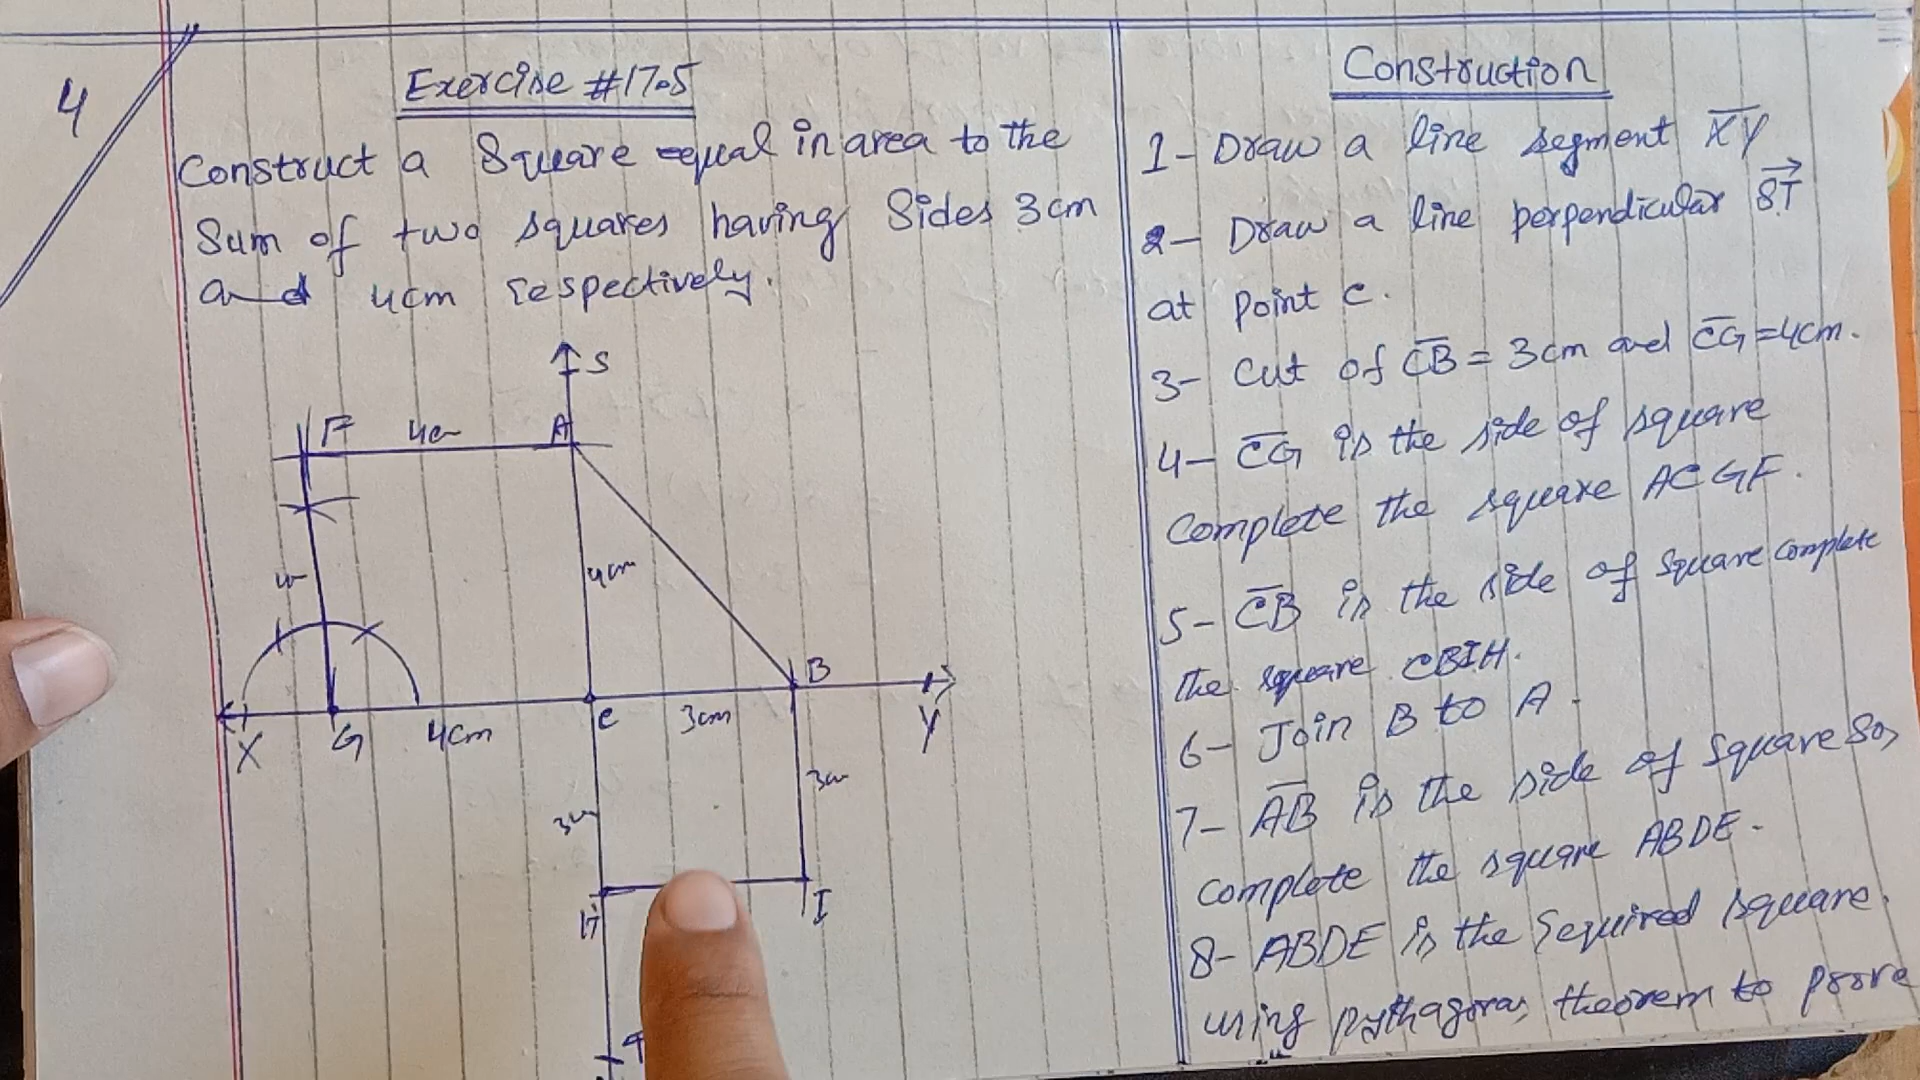 4
Exercise #17.5
Construct a Square equal in area to the
Sum of two squares having Sides 3cm
and 4cm respectively.
S
F
4c
A
4cm
B
X
G
4cm
C
3cm
Y
3cm
3cm
H
I
T
Construction
1- Draw a line segment XY
2- Draw a line perpendicular ST
at point C.
3- Cut of CB = 3cm and CG = 4cm.
4- CG is the side of square
Complete the square ACGF.
5- CB is the side of Square complete
the square CBIH.
6- Join B to A.
7- AB is the side of square so,
complete the square ABDE.
8- ABDE is the required square.
using pythagoras theorem to prove